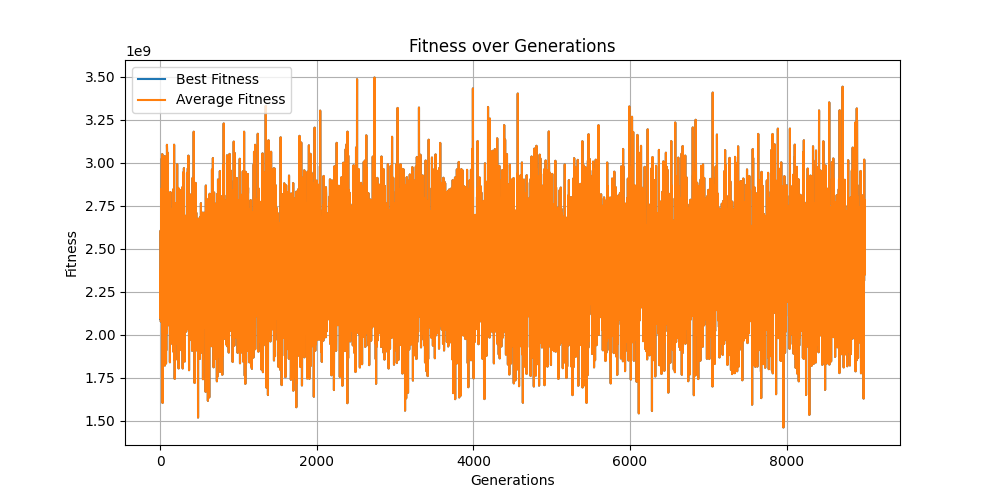 Fitness over Generations
1e9
Best Fitness
Average Fitness
3.50
3.25
3.00
2.75
2.50
2.25
2.00
1.75
1.50
Fitness
0 2000 4000 6000 8000
Generations